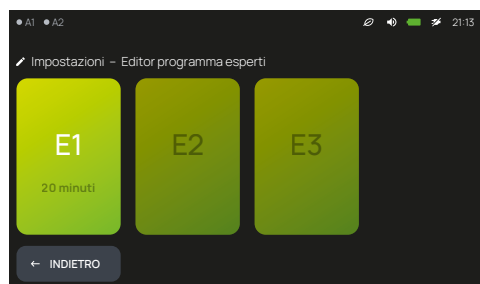 A1 A2 21:13
Impostazioni – Editor programma esperti
E1 E2 E3
20 minuti
← INDIETRO